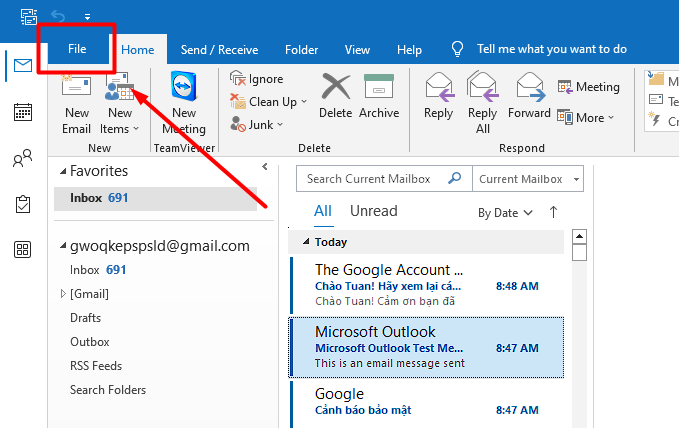 File Home Send / Receive Folder View Help Tell me what you want to do
New Email
New Items
New Meeting
Ignore
Clean Up
Junk
Delete
Archive
Reply
Reply All
Forward
Meeting
More
New TeamViewer Delete Respond
Favorites
Inbox 691
gwoqkepspsld@gmail.com
Inbox 691
[Gmail]
Drafts
Outbox
RSS Feeds
Search Folders
Search Current Mailbox Current Mailbox
All Unread By Date
Today
The Google Account ...
Chào Tuan! Hãy xem lại cá... 8:48 AM
Chào Tuan! Cảm ơn bạn đã
Microsoft Outlook
Microsoft Outlook Test Me... 8:47 AM
This is an email message sent
Google
Cảnh báo bảo mật 8:47 AM